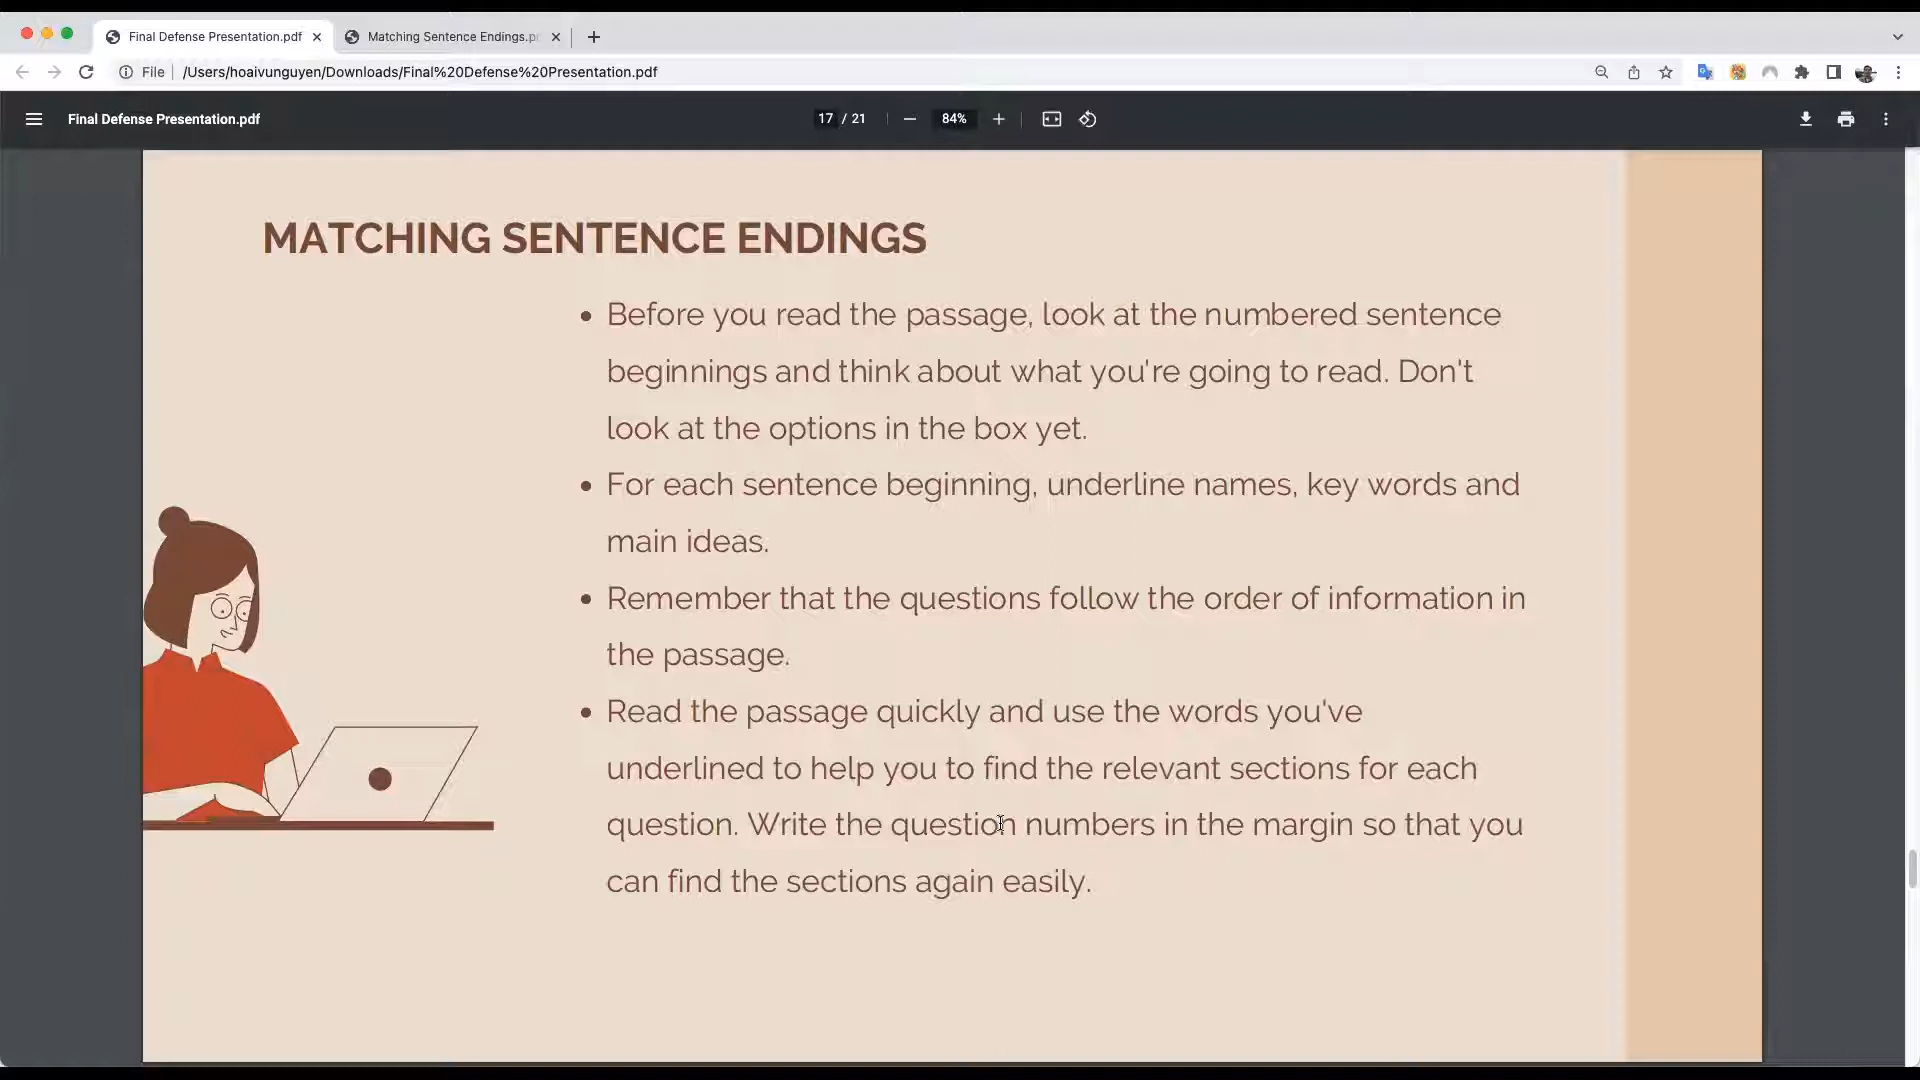 Final Defense Presentation.pdf
Matching Sentence Endings.p
File
/Users/hoaivunguyen/Downloads/Final%20Defense%20Presentation.pdf
Final Defense Presentation.pdf
17 / 21
84%
MATCHING SENTENCE ENDINGS
• Before you read the passage, look at the numbered sentence
beginnings and think about what you're going to read. Don't
look at the options in the box yet.
• For each sentence beginning, underline names, key words and
main ideas.
• Remember that the questions follow the order of information in
the passage.
• Read the passage quickly and use the words you've
underlined to help you to find the relevant sections for each
question. Write the question numbers in the margin so that you
can find the sections again easily.